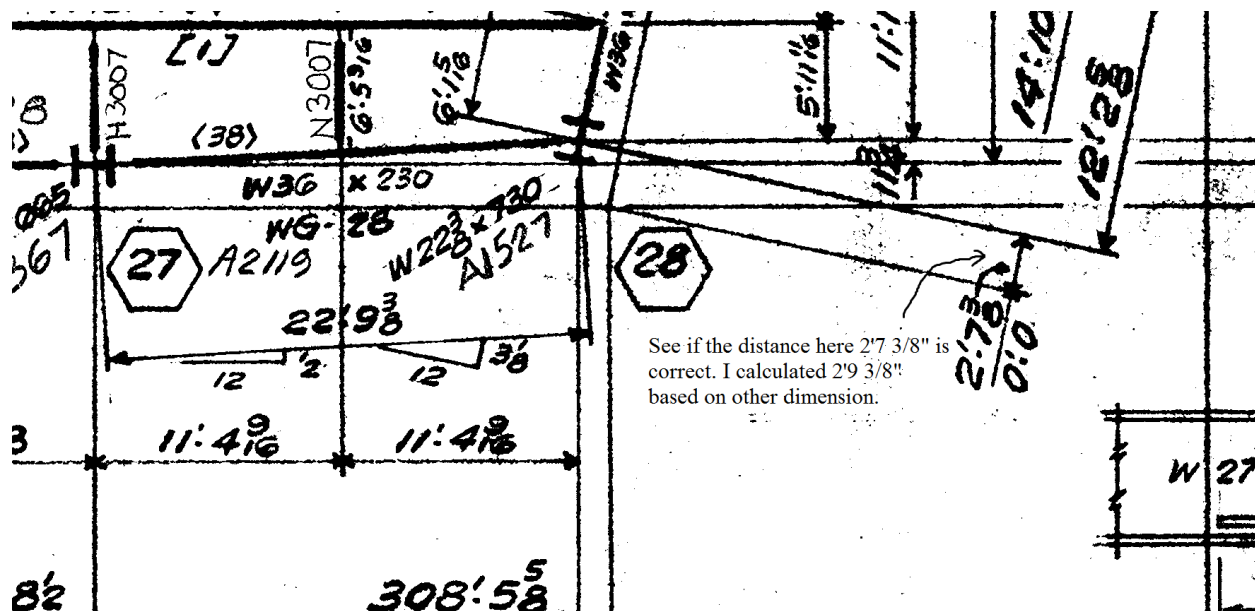 [1]
H3007
N3007
6'-5 9/16
6'-1 5/16
W36
5'-11 11/16
11'-1
14'-10
12'-2 5/8
⟨38⟩
W36 x 230
WG-28
W22 3/8 x 730
A1527
367
27
A2119
28
22'-9 3/8
12
1/2
12
3 1/8
2'-7 3/8
0'-0
See if the distance here 2'7 3/8" is
correct. I calculated 2'9 3/8"
based on other dimension.
3
11'-4 9/16
11'-4 9/16
W 27
8 1/2
308'-5 5/8